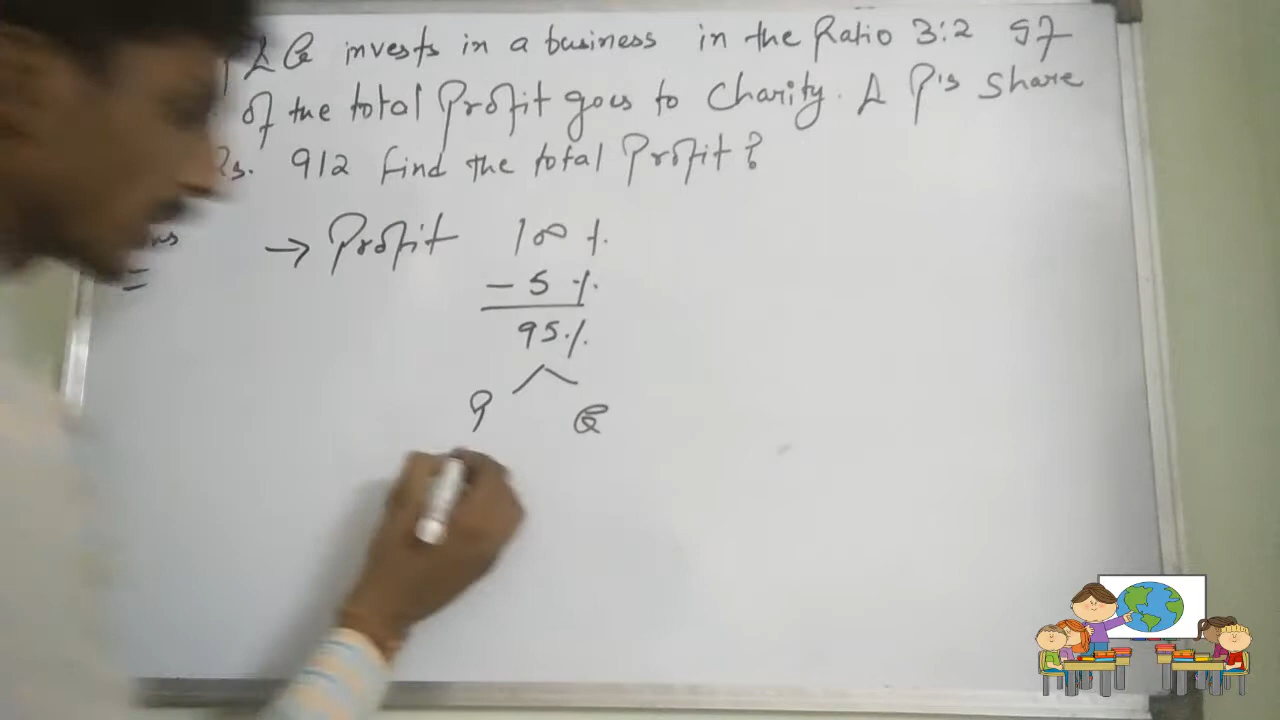 & Q invests in a business in the Ratio 3:2 5%
of the total Profit goes to Charity. & P's share
Rs. 912 find the total Profit?
→ Profit 100 %
- 5 %
95%
P Q